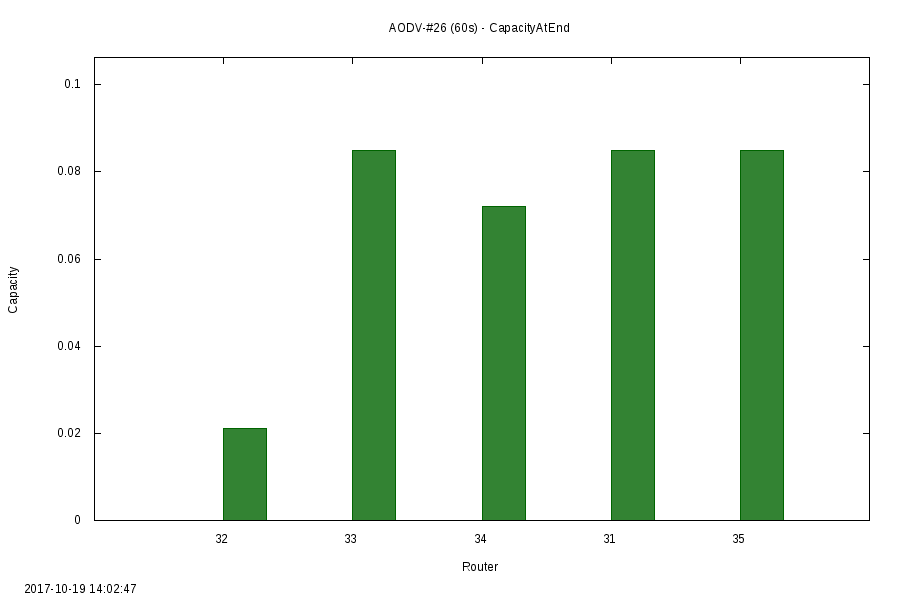 AODV-#26 (60s) - CapacityAtEnd
0.1
0.08
0.06
0.04
0.02
0
Capacity
32 33 34 31 35
Router
2017-10-19 14:02:47